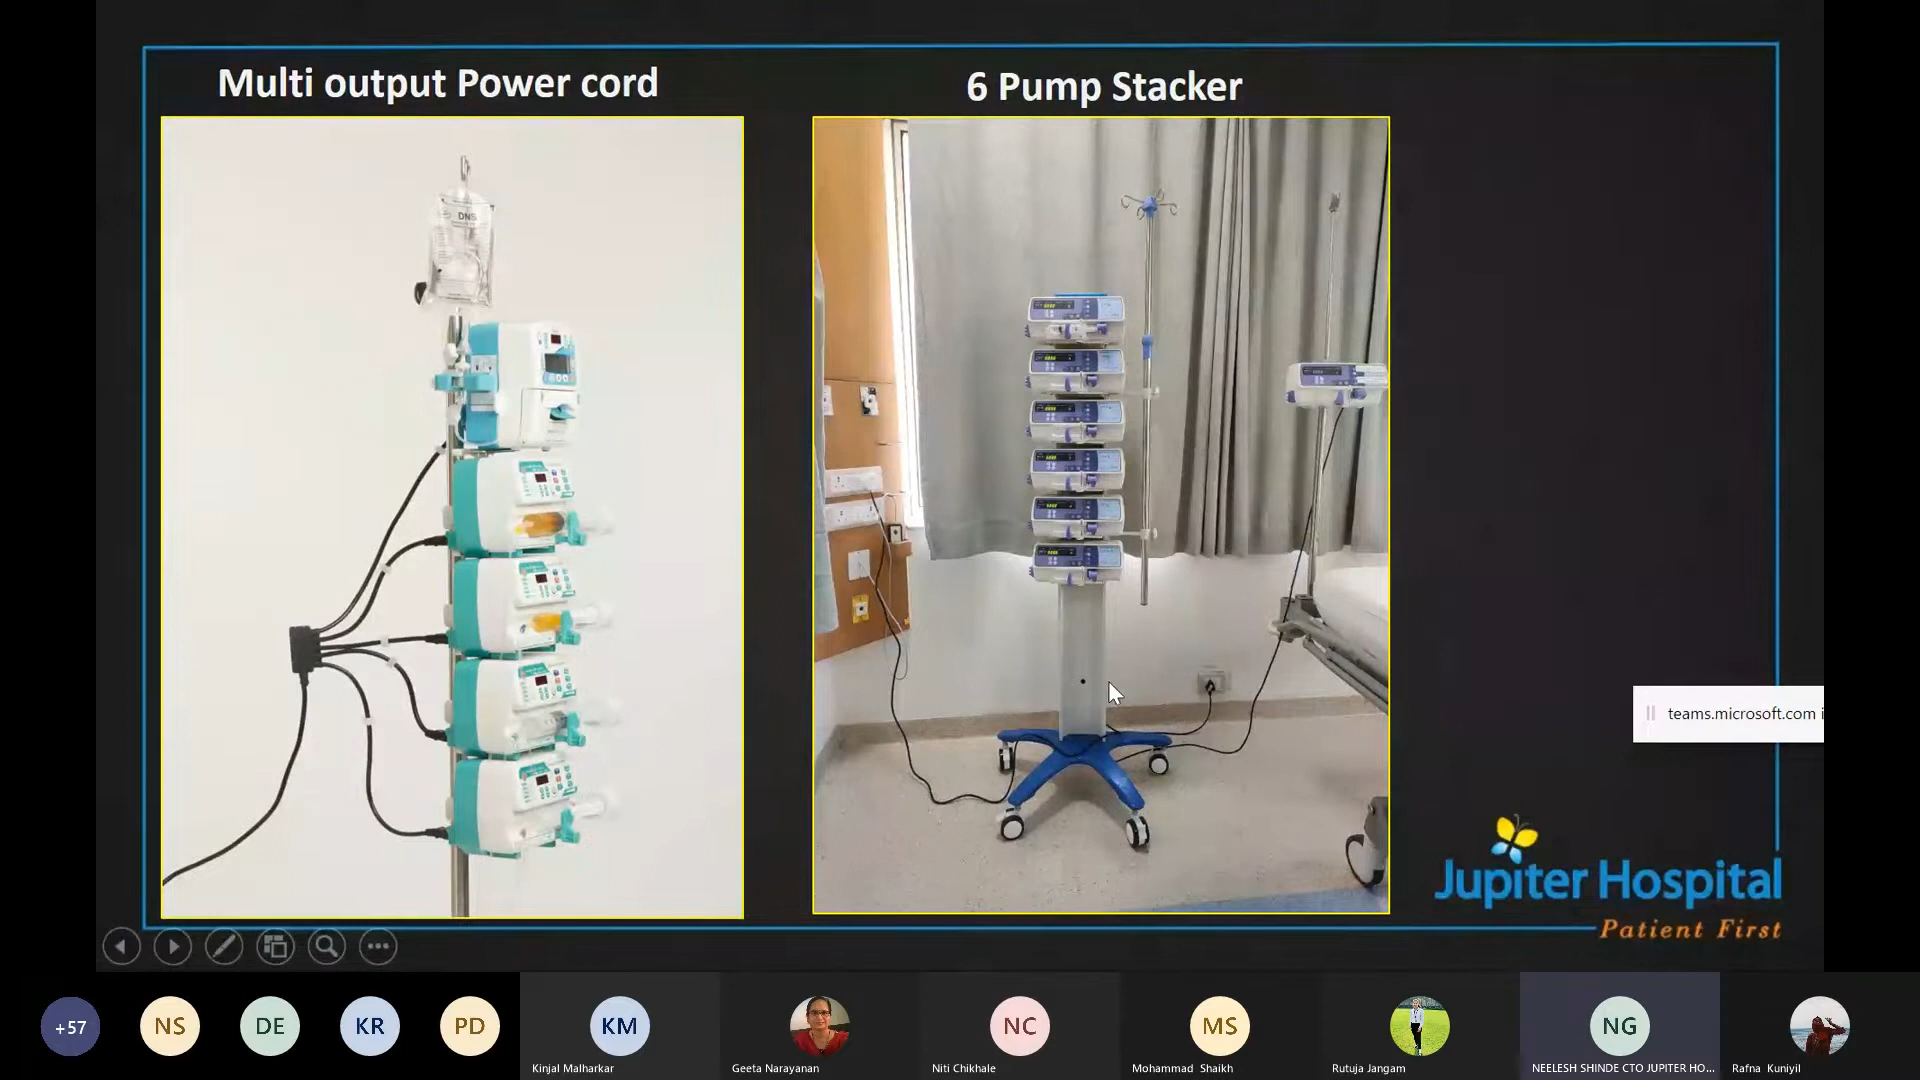 Multi output Power cord
6 Pump Stacker
DNS
teams.microsoft.com i
Jupiter Hospital
Patient First
+57
NS
DE
KR
PD
KM
NC
MS
NG
Kinjal Malharkar
Geeta Narayanan
Niti Chikhale
Mohammad Shaikh
Rutuja Jangam
NEELESH SHINDE CTO JUPITER HO...
Rafna Kuniyil